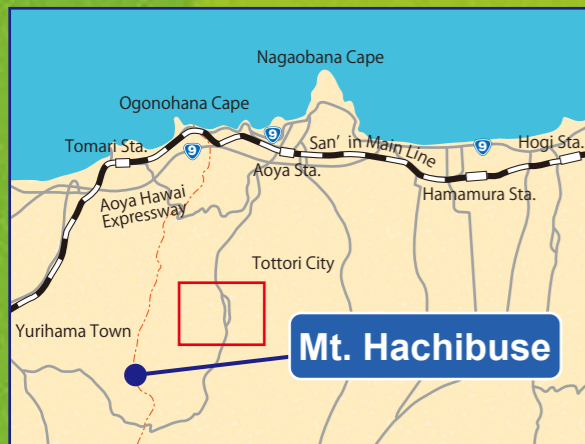 Nagaobana Cape
Ogonohana Cape
9
Tomari Sta.
9
San' in Main Line
9
Hogi Sta.
Aoya Sta.
Aoya Hawai
Expressway
Hamamura Sta.
Tottori City
Yurihama Town
Mt. Hachibuse